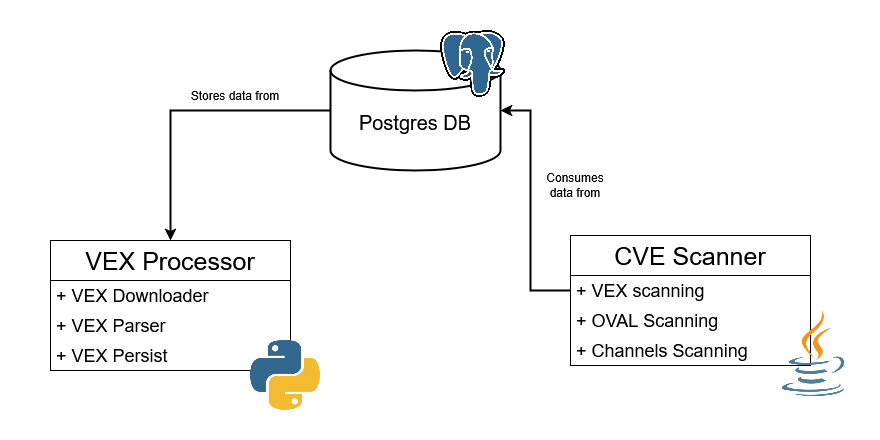 Stores data from
Postgres DB
Consumes
data from
VEX Processor
+ VEX Downloader
+ VEX Parser
+ VEX Persist
CVE Scanner
+ VEX scanning
+ OVAL Scanning
+ Channels Scanning